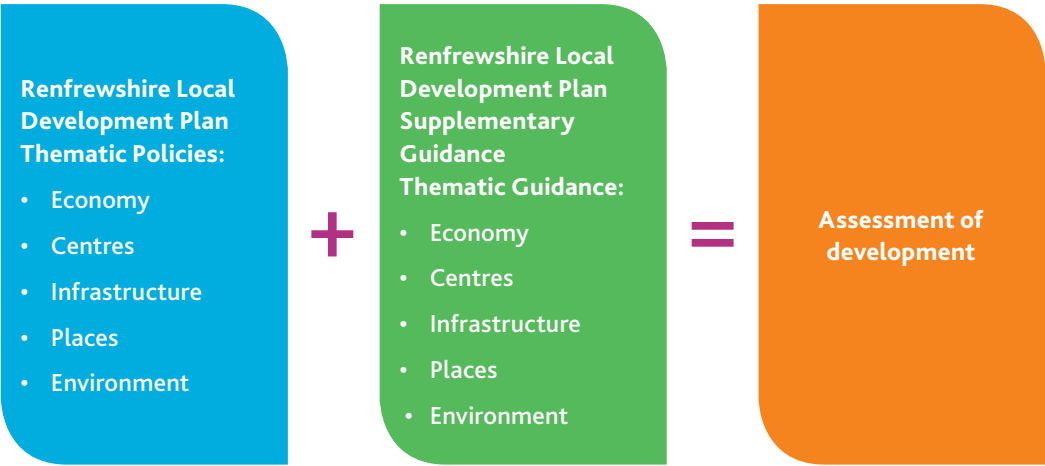 Renfrewshire Local
Development Plan
Thematic Policies:
• Economy
• Centres
• Infrastructure
• Places
• Environment
+
Renfrewshire Local
Development Plan
Supplementary
Guidance
Thematic Guidance:
• Economy
• Centres
• Infrastructure
• Places
• Environment
=
Assessment of
development